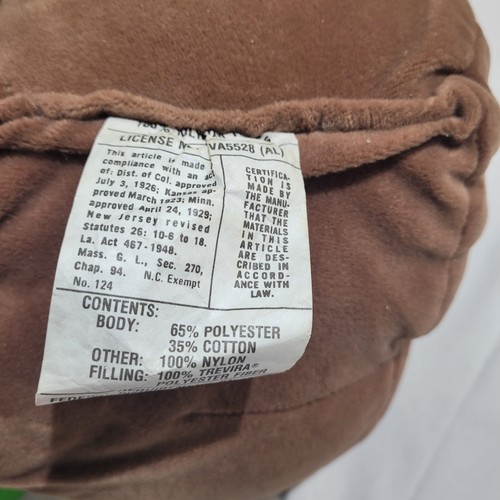 LICENSE N
VA5528 (AL)
This article is made
compliance with an act
of: Dist. of Col. approved
July 3, 1926; Kansas ap-
proved March 1923; Minn.
approved April 24, 1929;
New Jersey revised
Statutes 26: 10-6 to 18.
La. Act 467-1948.
Mass. G. L., Sec. 270,
Chap. 94. N.C. Exempt
No. 124
CERTIFICA-
TION IS
MADE BY
THE MANU-
FACTURER
THAT THE
MATERIALS
IN THIS
ARTICLE
ARE DES-
CRIBED IN
ACCORD-
ANCE WITH
LAW.
CONTENTS:
BODY: 65% POLYESTER
35% COTTON
OTHER: 100% NYLON
FILLING: 100% TREVIRA®
POLYESTER FIBER